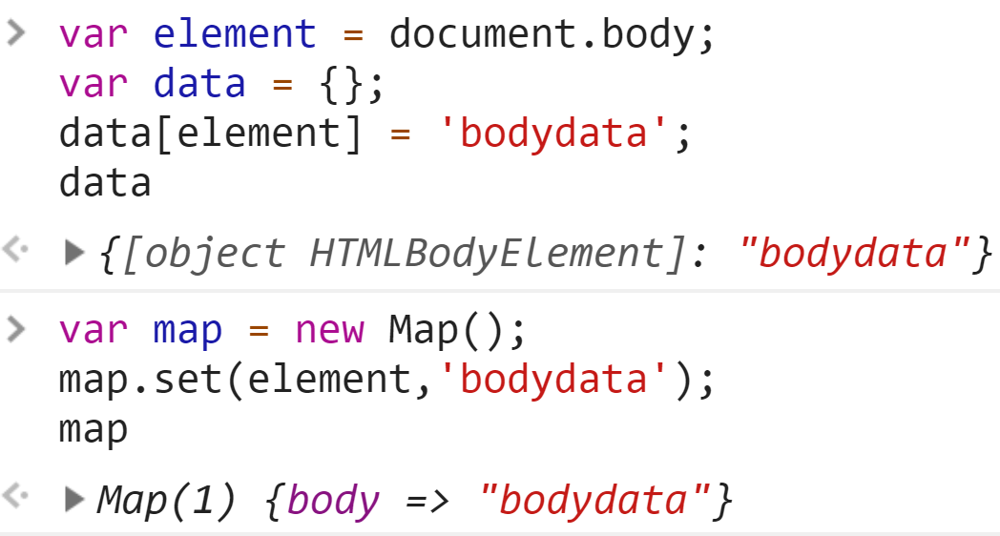 var element = document.body;
var data = {};
data[element] = 'bodydata';
data
{[object HTMLBodyElement]: "bodydata"}
var map = new Map();
map.set(element,'bodydata');
map
Map(1) {body => "bodydata"}